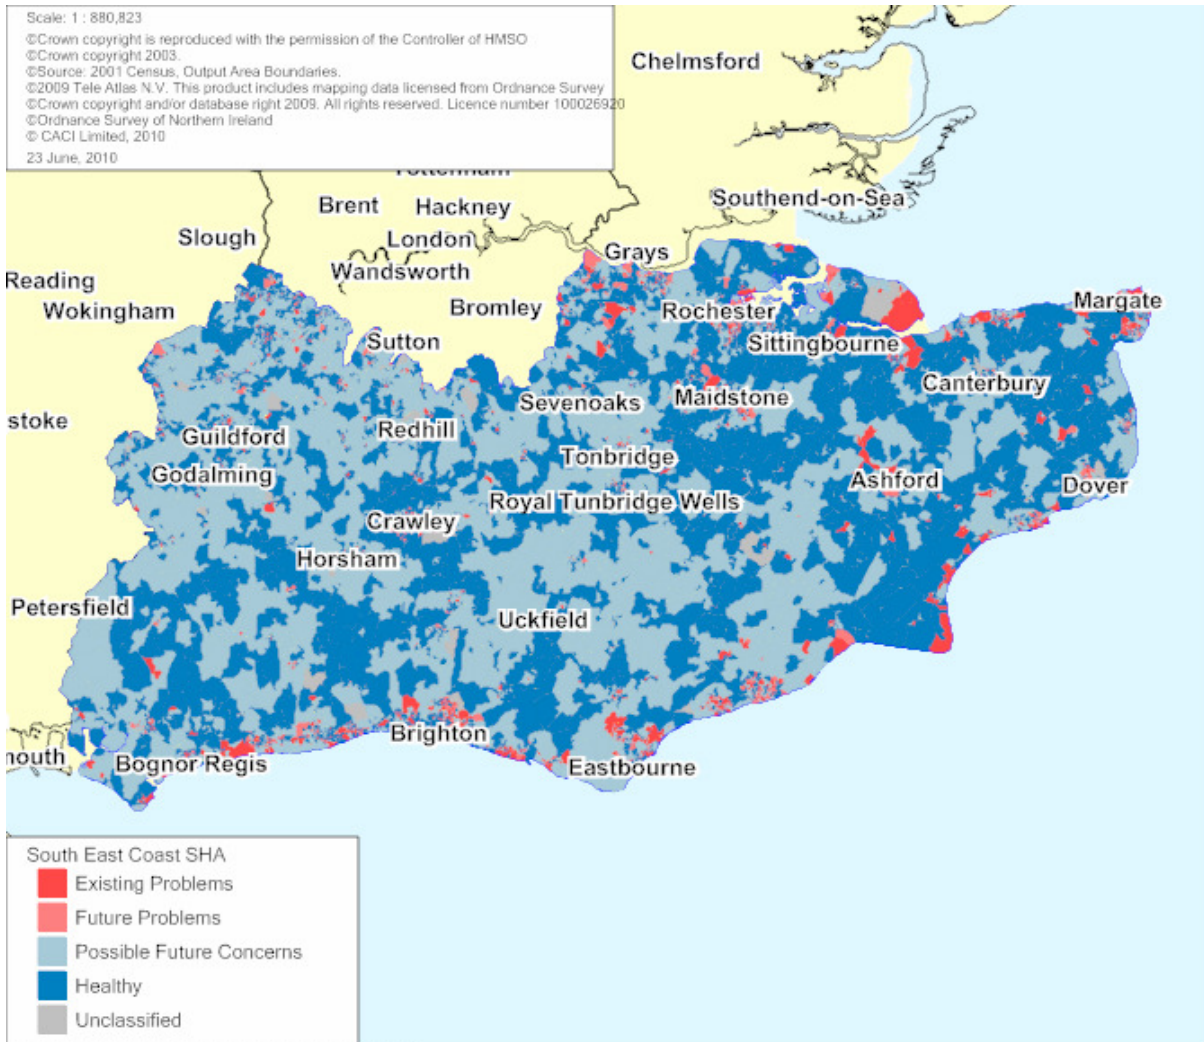 Scale: 1 : 880,823
©Crown copyright is reproduced with the permission of the Controller of HMSO
©Crown copyright 2003.
©Source: 2001 Census, Output Area Boundaries.
©2009 Tele Atlas N.V. This product includes mapping data licensed from Ordnance Survey
©Crown copyright and/or database right 2009. All rights reserved. Licence number 100026920
©Ordnance Survey of Northern Ireland
© CACI Limited, 2010
23 June, 2010
Chelmsford
Tottenham
Brent
Hackney
Southend-on-Sea
Slough
London
Grays
Reading
Wandsworth
Wokingham
Bromley
Rochester
Margate
Sutton
Sittingbourne
Canterbury
Sevenoaks
Maidstone
stoke
Guildford
Redhill
Godalming
Tonbridge
Ashford
Dover
Royal Tunbridge Wells
Crawley
Horsham
Petersfield
Uckfield
Brighton
mouth
Bognor Regis
Eastbourne
South East Coast SHA
Existing Problems
Future Problems
Possible Future Concerns
Healthy
Unclassified